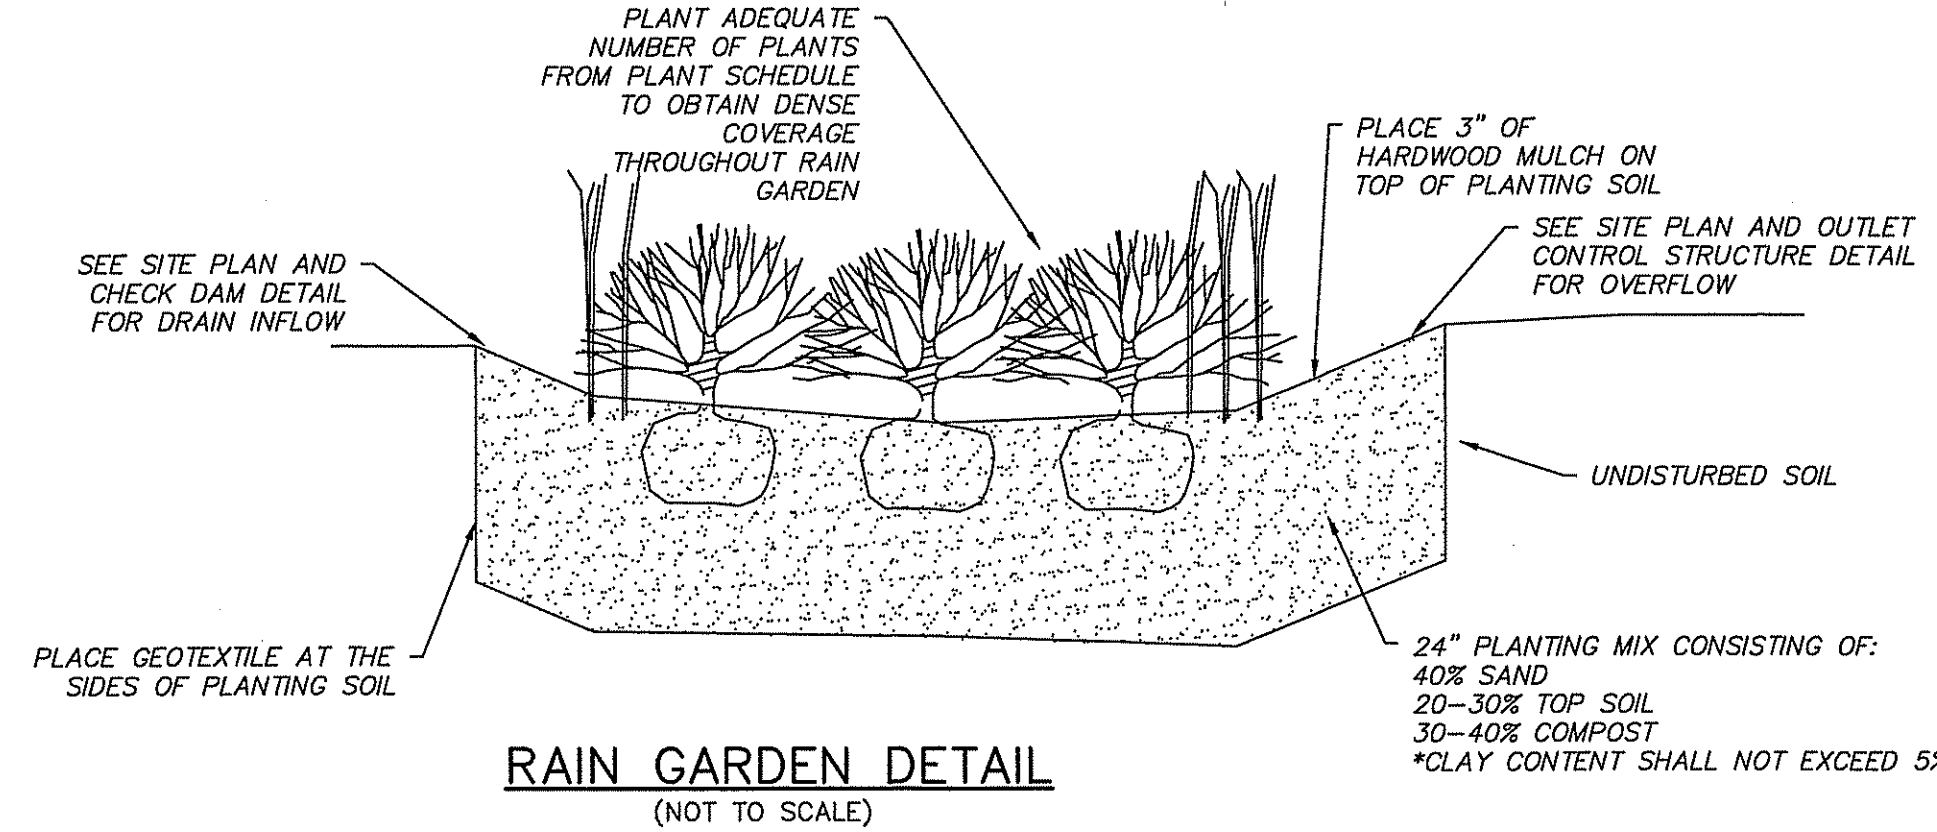 PLANT ADEQUATE
NUMBER OF PLANTS
FROM PLANT SCHEDULE
TO OBTAIN DENSE
COVERAGE
THROUGHOUT RAIN
GARDEN
PLACE 3" OF
HARDWOOD MULCH ON
TOP OF PLANTING SOIL
SEE SITE PLAN AND OUTLET
CONTROL STRUCTURE DETAIL
FOR OVERFLOW
SEE SITE PLAN AND
CHECK DAM DETAIL
FOR DRAIN INFLOW
UNDISTURBED SOIL
PLACE GEOTEXTILE AT THE
SIDES OF PLANTING SOIL
24" PLANTING MIX CONSISTING OF:
40% SAND
20-30% TOP SOIL
30-40% COMPOST
*CLAY CONTENT SHALL NOT EXCEED 5%
RAIN GARDEN DETAIL
(NOT TO SCALE)